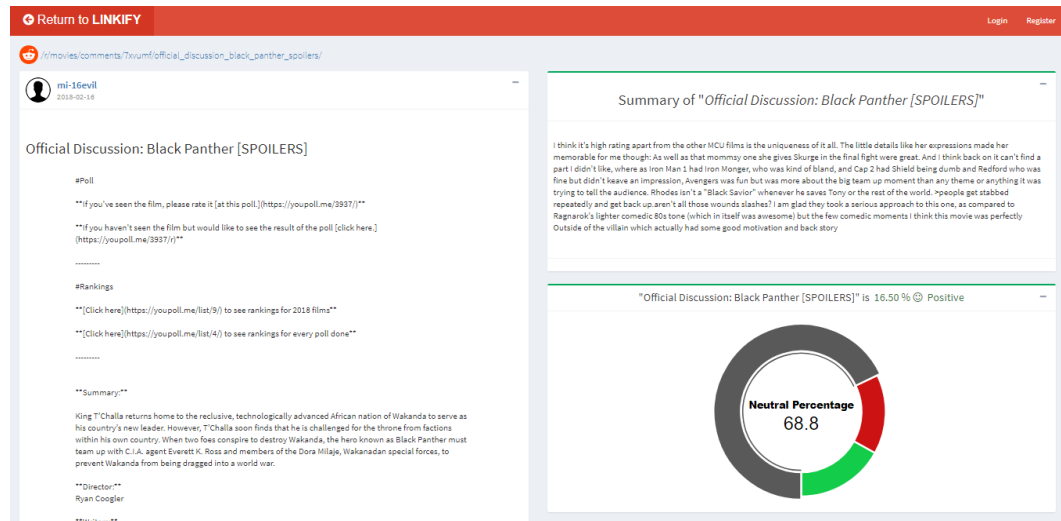 Return to LINKIFY
Login Register
/r/movies/comments/7xvumf/official_discussion_black_panther_spoilers/
mi-16evil
2018-02-16
Official Discussion: Black Panther [SPOILERS]
#Poll
**If you've seen the film, please rate it [at this poll.](https://youpoll.me/3937/)**
**If you haven't seen the film but would like to see the result of the poll [click here.]
(https://youpoll.me/3937/r)**
---------
#Rankings
**[Click here](https://youpoll.me/list/9/) to see rankings for 2018 films**
**[Click here](https://youpoll.me/list/4/) to see rankings for every poll done**
---------
**Summary:**
King T'Challa returns home to the reclusive, technologically advanced African nation of Wakanda to serve as
his country's new leader. However, T'Challa soon finds that he is challenged for the throne from factions
within his own country. When two foes conspire to destroy Wakanda, the hero known as Black Panther must
team up with C.I.A. agent Everett K. Ross and members of the Dora Milaje, Wakanadan special forces, to
prevent Wakanda from being dragged into a world war.
**Director:**
Ryan Coogler
Summary of "Official Discussion: Black Panther [SPOILERS]"
I think it's high rating apart from the other MCU films is the uniqueness of it all. The little details like her expressions made her
memorable for me though: As well as that mommsy one she gives Skurge in the final fight were great. And I think back on it can't find a
part I didn't like, where as Iron Man 1 had Iron Monger, who was kind of bland, and Cap 2 had Shield being dumb and Redford who was
fine but didn't keave an impression, Avengers was fun but was more about the big team up moment than any theme or anything it was
trying to tell the audience. Rhodes isn't a "Black Savior" whenever he saves Tony or the rest of the world. >people get stabbed
repeatedly and get back up.aren't all those wounds slashes? I am glad they took a serious approach to this one, as compared to
Ragnarok's lighter comedic 80s tone (which in itself was awesome) but the few comedic moments I think this movie was perfectly
Outside of the villain which actually had some good motivation and back story
"Official Discussion: Black Panther [SPOILERS]" is 16.50 % Positive
Neutral Percentage
68.8